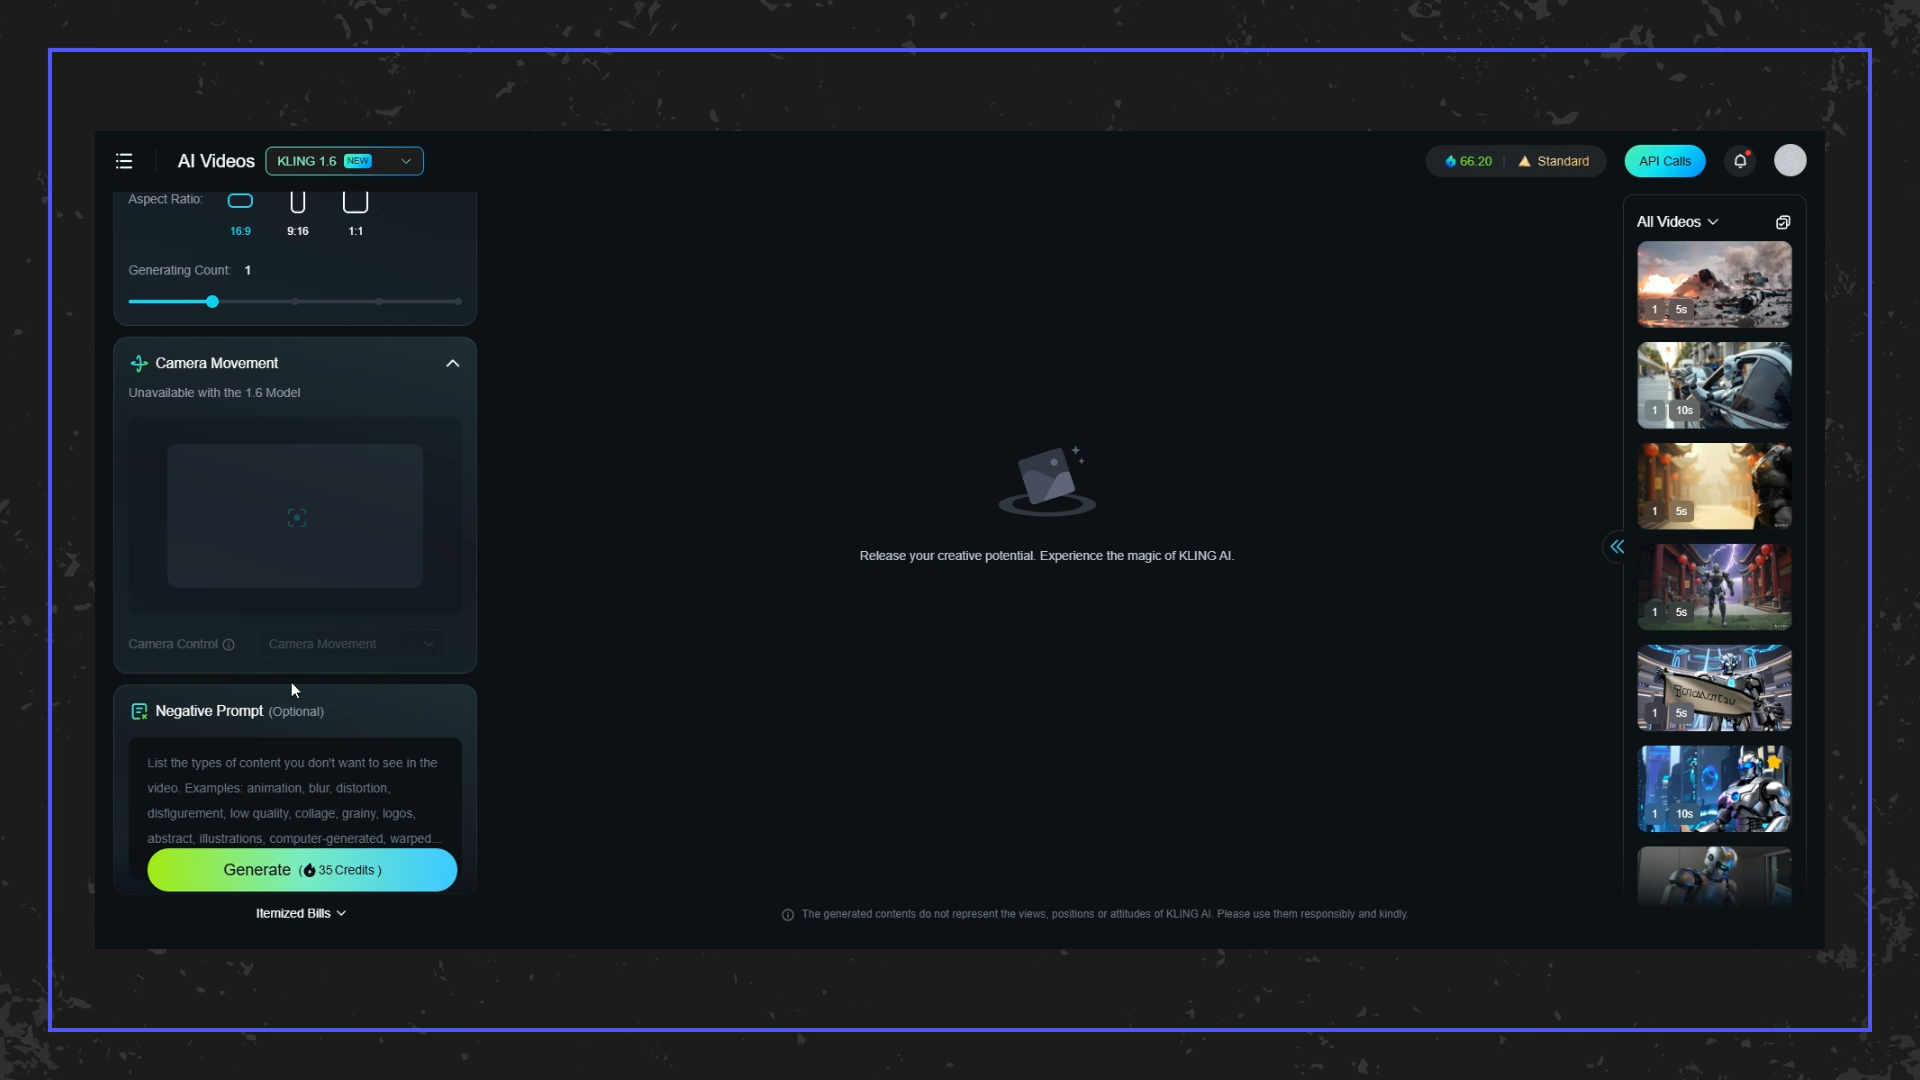 AI Videos
KLING 1.6 NEW
66.20
Standard
API Calls
Aspect Ratio:
16:9
9:16
1:1
Generating Count: 1
Camera Movement
Unavailable with the 1.6 Model
Camera Control
Camera Movement
Negative Prompt (Optional)
List the types of content you don't want to see in the
video. Examples: animation, blur, distortion,
disfigurement, low quality, collage, grainy, logos,
abstract, illustrations, computer-generated, warped...
Generate (35 Credits )
Itemized Bills
Release your creative potential. Experience the magic of KLING AI.
The generated contents do not represent the views, positions or attitudes of KLING AI. Please use them responsibly and kindly.
All Videos
1 5s
1 10s
1 5s
1 5s
1 5s
1 10s